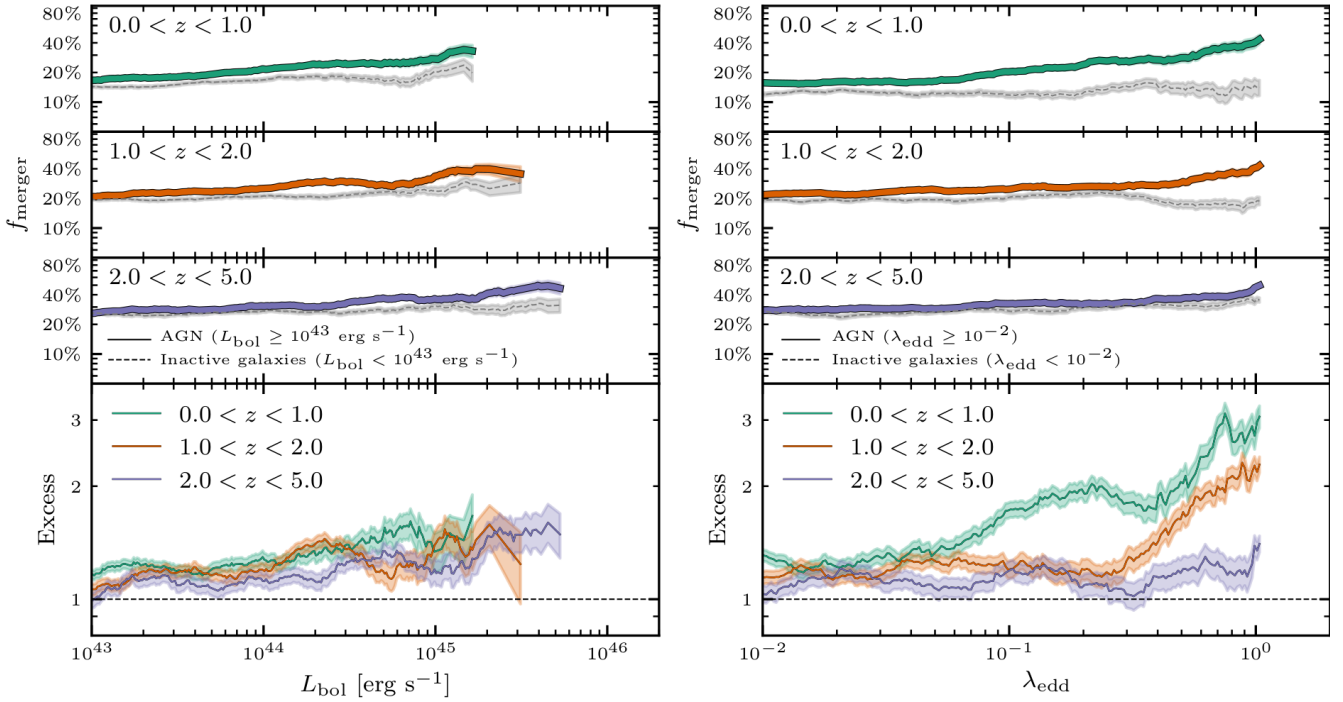 80%
40%
20%
10%
0.0 < z < 1.0
80%
40%
20%
10%
1.0 < z < 2.0
f_merger
80%
40%
20%
10%
2.0 < z < 5.0
AGN (L_bol ≥ 10^43 erg s^−1)
Inactive galaxies (L_bol < 10^43 erg s^−1)
3
2
1
Excess
0.0 < z < 1.0
1.0 < z < 2.0
2.0 < z < 5.0
10^43 10^44 10^45 10^46
L_bol [erg s^−1]
80%
40%
20%
10%
0.0 < z < 1.0
80%
40%
20%
10%
1.0 < z < 2.0
f_merger
80%
40%
20%
10%
2.0 < z < 5.0
AGN (λ_edd ≥ 10^−2)
Inactive galaxies (λ_edd < 10^−2)
3
2
1
Excess
0.0 < z < 1.0
1.0 < z < 2.0
2.0 < z < 5.0
10^−2 10^−1 10^0
λ_edd